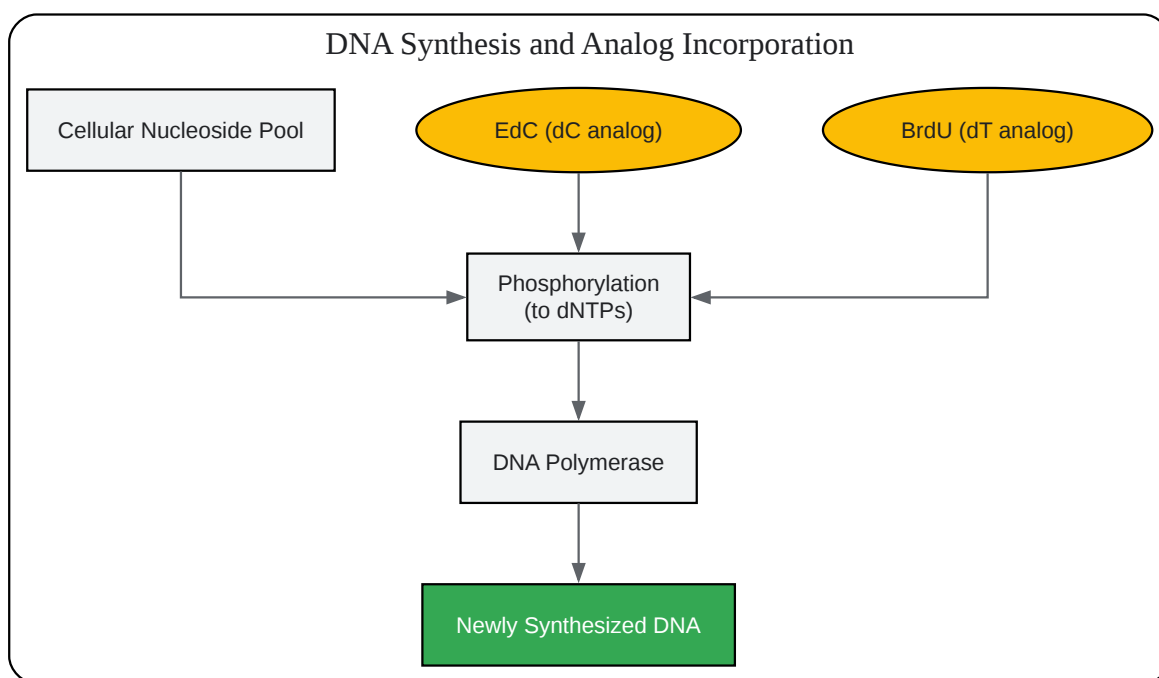 DNA Synthesis and Analog Incorporation
Cellular Nucleoside Pool
EdC (dC analog)
BrdU (dT analog)
Phosphorylation
(to dNTPs)
DNA Polymerase
Newly Synthesized DNA